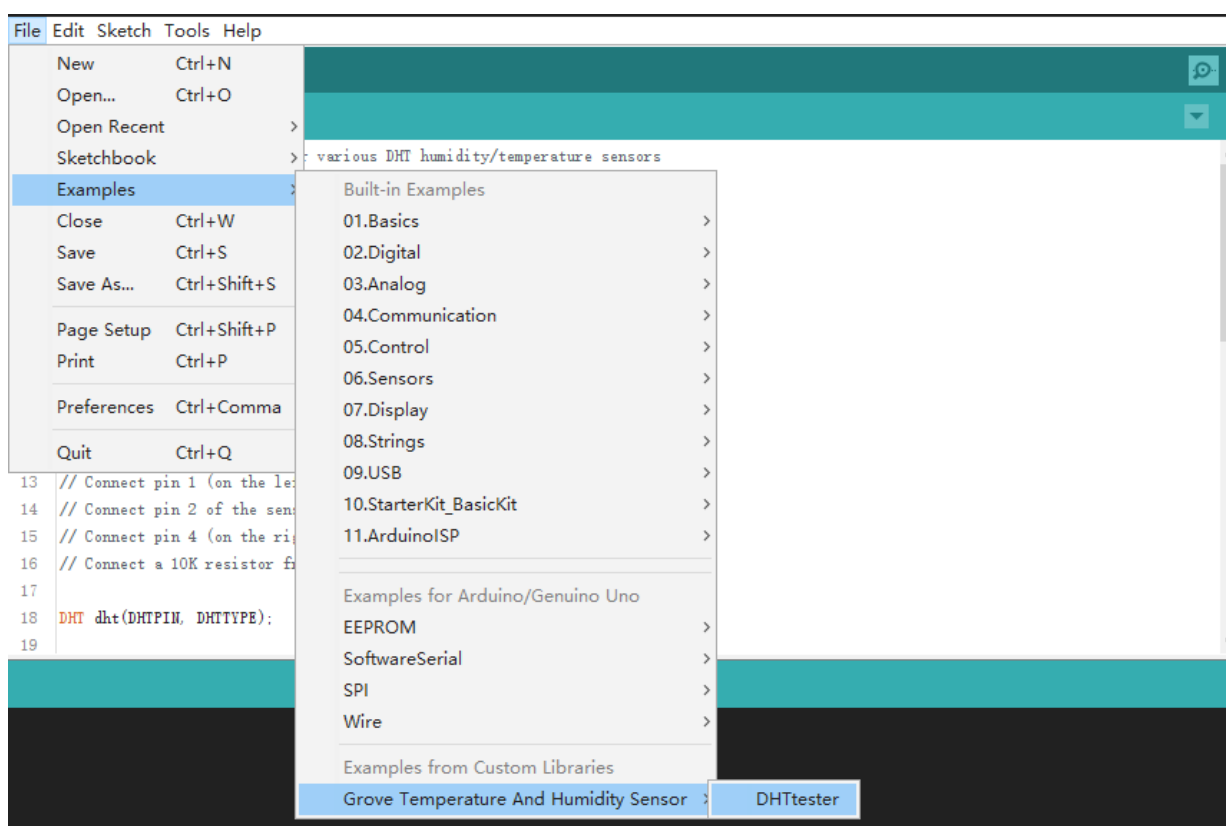 File Edit Sketch Tools Help
New Ctrl+N
Open... Ctrl+O
Open Recent
Sketchbook
Examples
Close Ctrl+W
Save Ctrl+S
Save As... Ctrl+Shift+S
Page Setup Ctrl+Shift+P
Print Ctrl+P
Preferences Ctrl+Comma
Quit Ctrl+Q
various DHT humidity/temperature sensors
Built-in Examples
01.Basics
02.Digital
03.Analog
04.Communication
05.Control
06.Sensors
07.Display
08.Strings
09.USB
10.StarterKit_BasicKit
11.ArduinoISP
Examples for Arduino/Genuino Uno
EEPROM
SoftwareSerial
SPI
Wire
Examples from Custom Libraries
Grove Temperature And Humidity Sensor
DHTtester
13 // Connect pin 1 (on the
14 // Connect pin 2 of the
15 // Connect pin 4 (on the
16 // Connect a 10K resistor
17
18 DHT dht(DHTPIN, DHTTYPE);
19